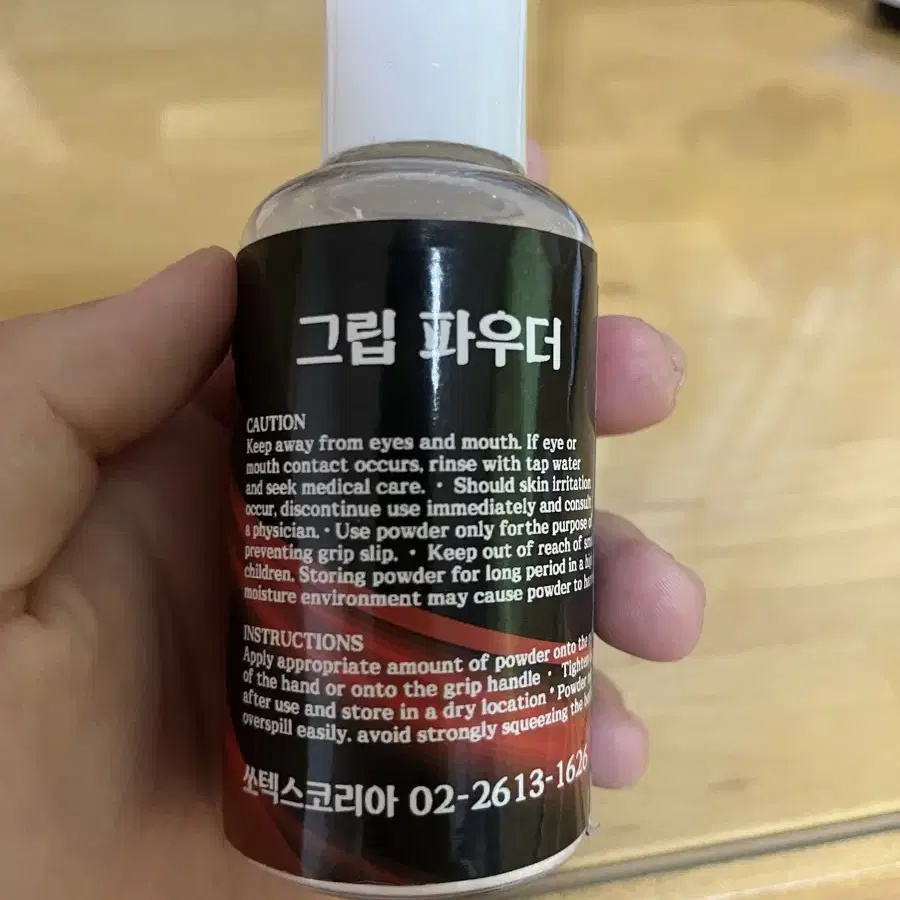 그립 파우더
CAUTION
Keep away from eyes and mouth. If eye or
mouth contact occurs, rinse with tap water
and seek medical care. · Should skin irritation
occur, discontinue use immediately and consult
a physician. · Use powder only forthe purpose of
preventing grip slip. · Keep out of reach of
children. Storing powder for long period in a
moisture environment may cause powder to
INSTRUCTIONS
Apply appropriate amount of powder onto the
of the hand or onto the grip handle · Tighten
after use and store in a dry location · Powder
overspill easily. avoid strongly squeezing the
쏘텍스코리아 02-2613-1626